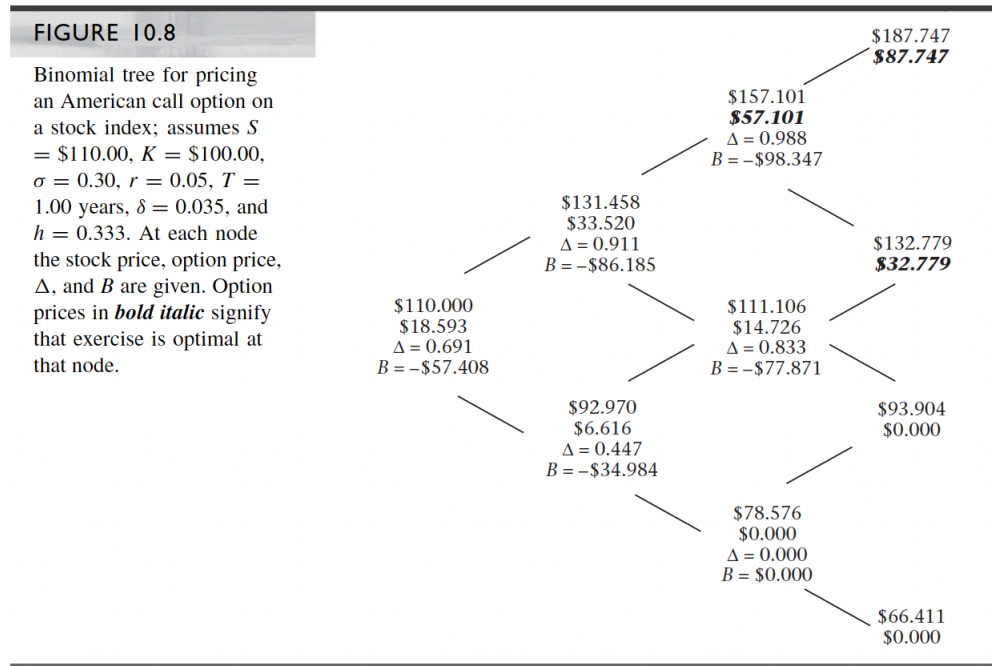 FIGURE 10.8
Binomial tree for pricing
an American call option on
a stock index; assumes S
= $110.00, K = $100.00,
σ = 0.30, r = 0.05, T =
1.00 years, δ = 0.035, and
h = 0.333. At each node
the stock price, option price,
Δ, and B are given. Option
prices in bold italic signify
that exercise is optimal at
that node.
$110.000
$18.593
Δ = 0.691
B = –$57.408
$131.458
$33.520
Δ = 0.911
B = –$86.185
$92.970
$6.616
Δ = 0.447
B = –$34.984
$157.101
$57.101
Δ = 0.988
B = –$98.347
$111.106
$14.726
Δ = 0.833
B = –$77.871
$78.576
$0.000
Δ = 0.000
B = $0.000
$187.747
$87.747
$132.779
$32.779
$93.904
$0.000
$66.411
$0.000